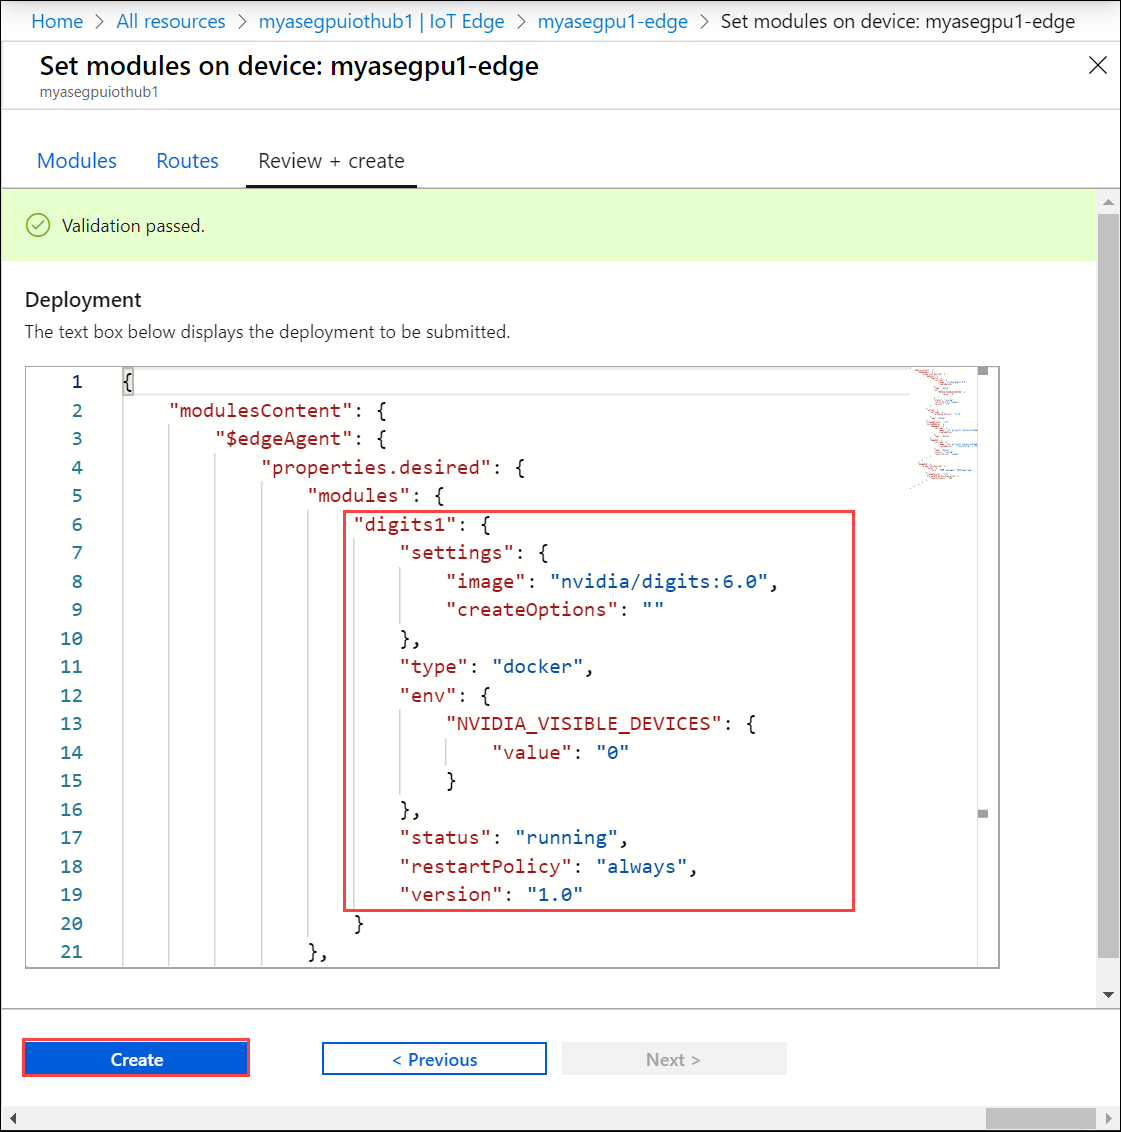 Home > All resources > myasegpuiothub1 | IoT Edge > myasegpu1-edge > Set modules on device: myasegpu1-edge
Set modules on device: myasegpu1-edge
myasegpuiothub1
Modules Routes Review + create
Validation passed.
Deployment
The text box below displays the deployment to be submitted.
1 {
2 "modulesContent": {
3 "$edgeAgent": {
4 "properties.desired": {
5 "modules": {
6 "digits1": {
7 "settings": {
8 "image": "nvidia/digits:6.0",
9 "createOptions": ""
10 },
11 "type": "docker",
12 "env": {
13 "NVIDIA_VISIBLE_DEVICES": {
14 "value": "0"
15 }
16 },
17 "status": "running",
18 "restartPolicy": "always",
19 "version": "1.0"
20 }
21 },
Create < Previous Next >